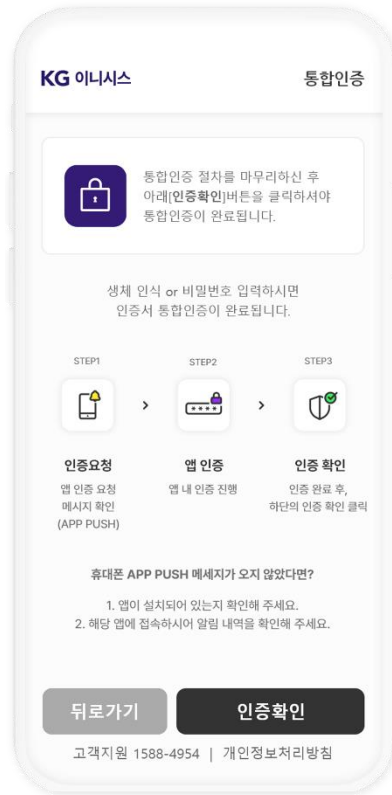 KG 이니시스
통합인증
통합인증 절차를 마무리하신 후
아래[인증확인]버튼을 클릭하셔야
통합인증이 완료됩니다.
생체 인식 or 비밀번호 입력하시면
인증서 통합인증이 완료됩니다.
STEP1
STEP2
STEP3
인증요청
앱 인증
인증 확인
앱 인증 요청
메시지 확인
(APP PUSH)
앱 내 인증 진행
인증 완료 후,
하단의 인증 확인 클릭
휴대폰 APP PUSH 메세지가 오지 않았다면?
1. 앱이 설치되어 있는지 확인해 주세요.
2. 해당 앱에 접속하시어 알림 내역을 확인해 주세요.
뒤로가기
인증확인
고객지원 1588-4954 | 개인정보처리방침